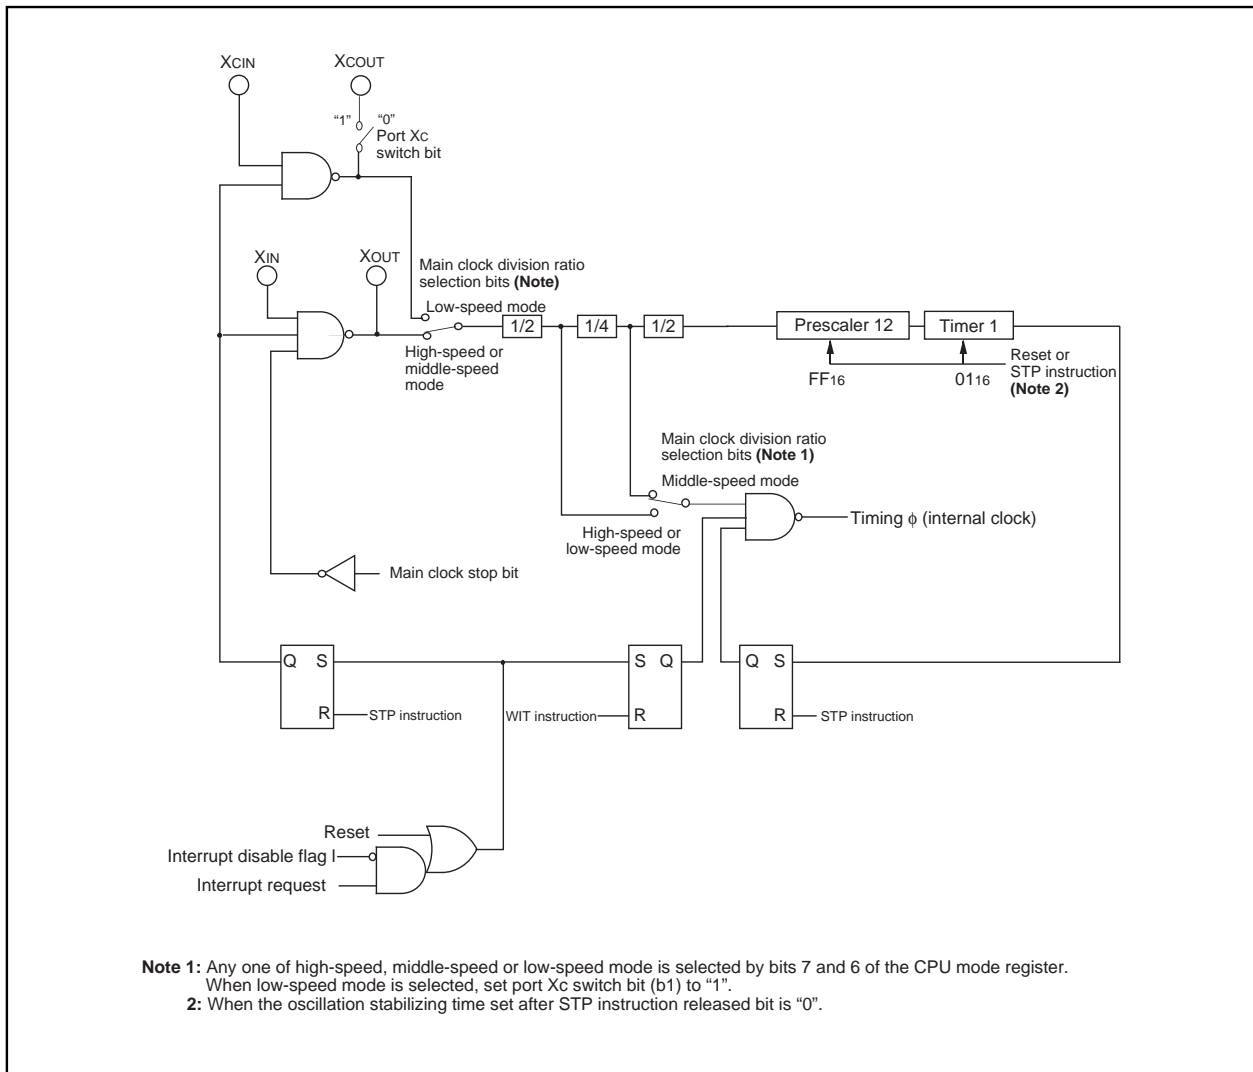 XCIN
XCOUT
“1”
“0”
Port XC
switch bit
XIN
XOUT
Main clock division ratio
selection bits (Note)
Low-speed mode
1/2
1/4
1/2
Prescaler 12
Timer 1
High-speed or
middle-speed
mode
FF16
0116
Reset or
STP instruction
(Note 2)
Main clock division ratio
selection bits (Note 1)
Middle-speed mode
Timing ϕ (internal clock)
High-speed or
low-speed mode
Main clock stop bit
Q S
R
STP instruction
S Q
R
WIT instruction
Q S
R
STP instruction
Reset
Interrupt disable flag I
Interrupt request
Note 1: Any one of high-speed, middle-speed or low-speed mode is selected by bits 7 and 6 of the CPU mode register.
When low-speed mode is selected, set port Xc switch bit (b1) to “1”.
2: When the oscillation stabilizing time set after STP instruction released bit is “0”.